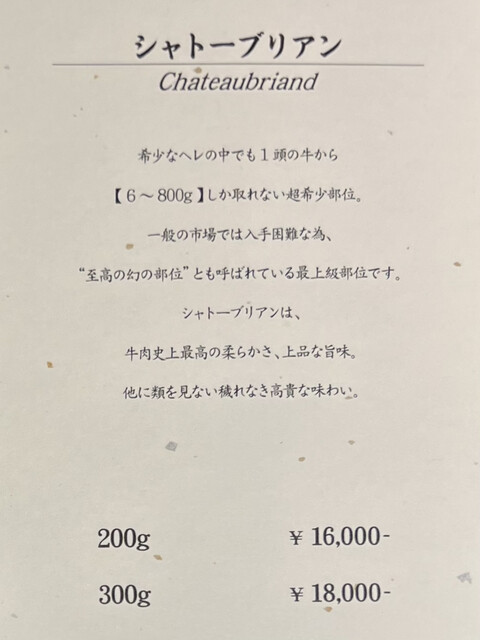 シャトーブリアン
Chateaubriand
希少なヘレの中でも1頭の牛から
【6～800g】しか取れない超希少部位。
一般の市場では入手困難な為、
“至高の幻の部位”とも呼ばれている最上級部位です。
シャトーブリアンは、
牛肉史上最高の柔らかさ、上品な旨味。
他に類を見ない穢れなき高貴な味わい。
200g ¥ 16,000-
300g ¥ 18,000-